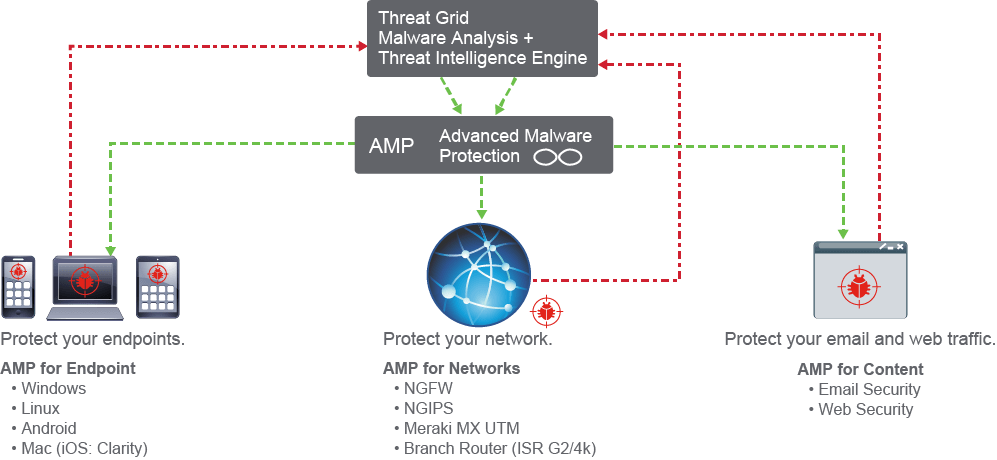 Threat Grid
Malware Analysis +
Threat Intelligence Engine
AMP
Advanced Malware
Protection
Protect your endpoints.
AMP for Endpoint
• Windows
• Linux
• Android
• Mac (iOS: Clarity)
Protect your network.
AMP for Networks
• NGFW
• NGIPS
• Meraki MX UTM
• Branch Router (ISR G2/4k)
Protect your email and web traffic.
AMP for Content
• Email Security
• Web Security